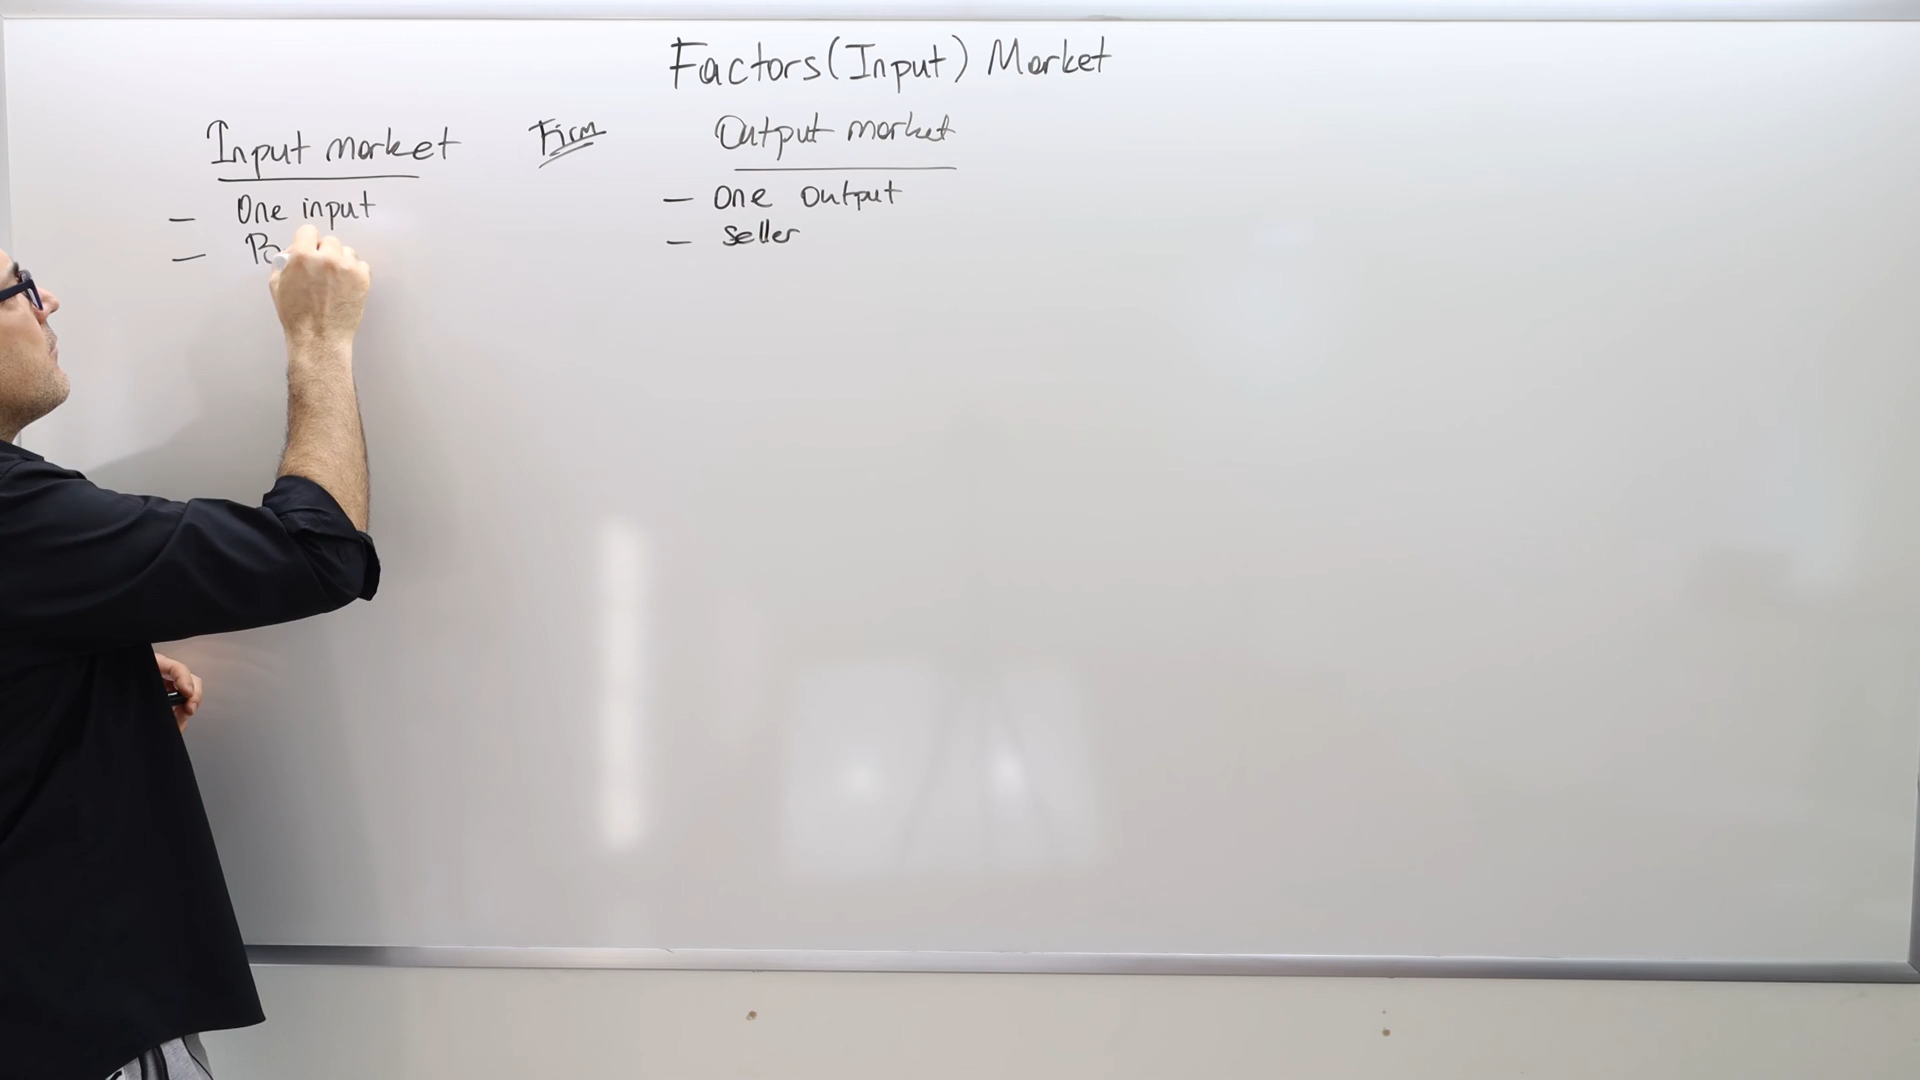 Factors (Input) Market
Input market
Firm
Output market
- One input
- One output
- Seller